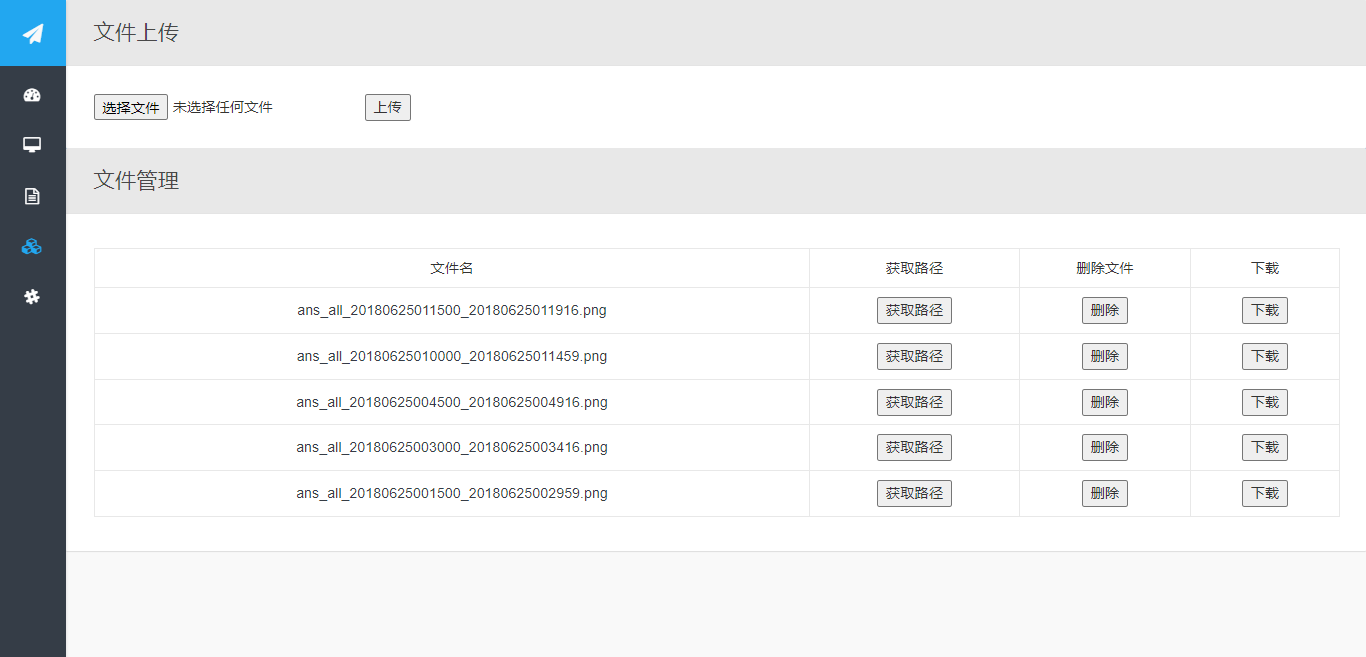 文件上传
选择文件 未选择任何文件 上传
文件管理
文件名 获取路径 删除文件 下载
ans_all_20180625011500_20180625011916.png 获取路径 删除 下载
ans_all_20180625010000_20180625011459.png 获取路径 删除 下载
ans_all_20180625004500_20180625004916.png 获取路径 删除 下载
ans_all_20180625003000_20180625003416.png 获取路径 删除 下载
ans_all_20180625001500_20180625002959.png 获取路径 删除 下载